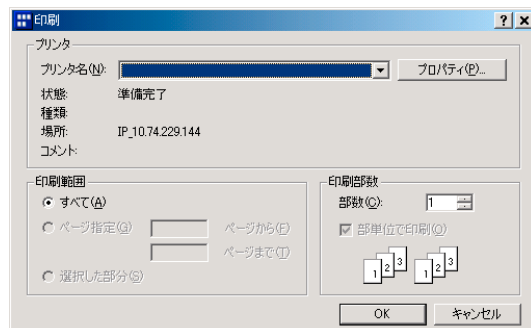 印刷
プリンタ
プリンタ名(N):
プロパティ(P)...
状態: 準備完了
種類:
場所: IP_10.74.229.144
コメント:
印刷範囲
すべて(A)
ページ指定(G) ページから(F)
ページまで(T)
選択した部分(S)
印刷部数
部数(C): 1
部単位で印刷(O)
1 2 3 1 2 3
OK キャンセル